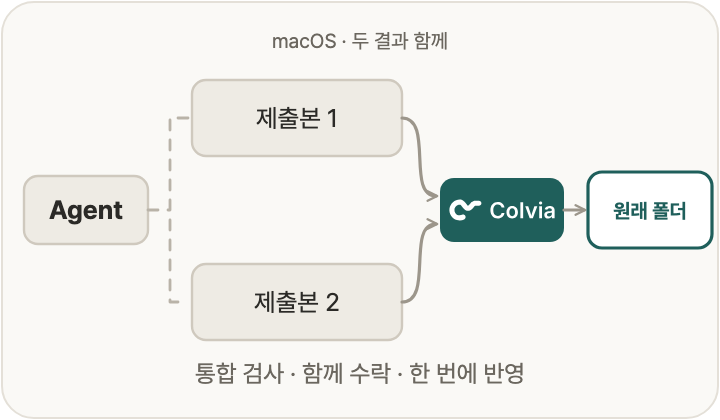 macOS · 두 결과 함께
제출본 1
Agent
Colvia
원래 폴더
제출본 2
통합 검사 · 함께 수락 · 한 번에 반영